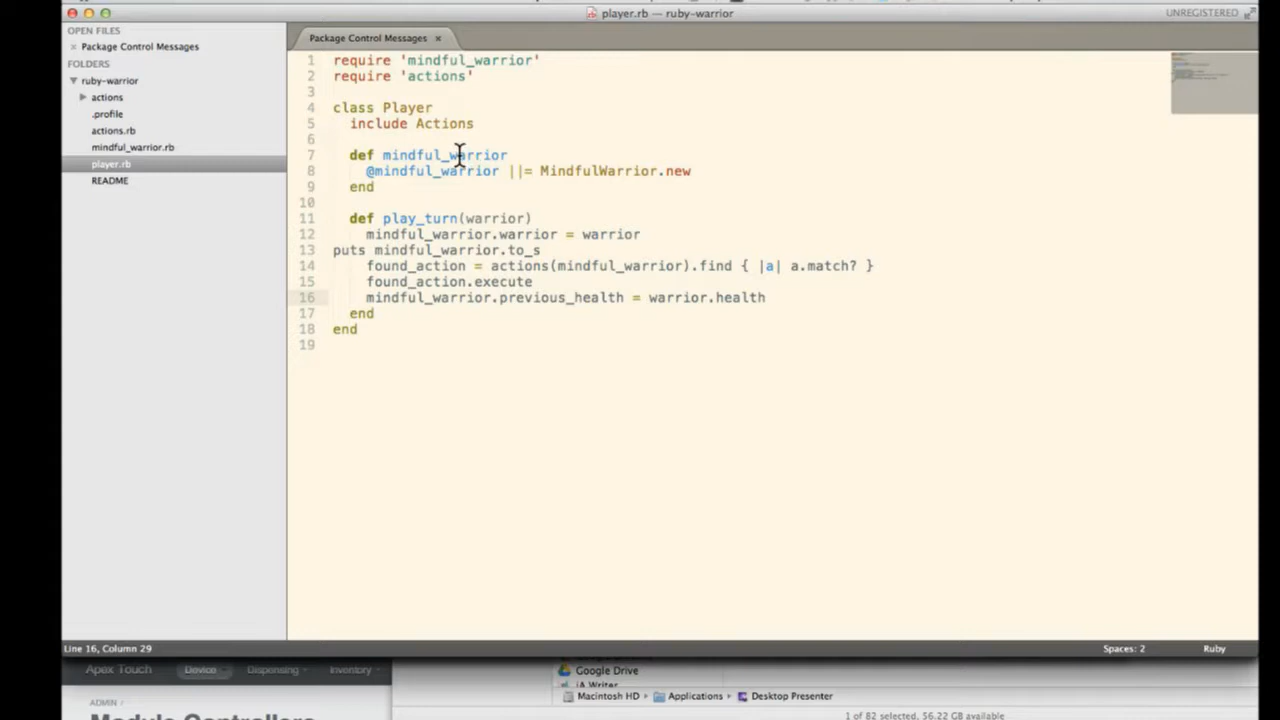 player.rb — ruby-warrior
UNREGISTERED
OPEN FILES
× Package Control Messages
FOLDERS
ruby-warrior
actions
.profile
actions.rb
mindful_warrior.rb
player.rb
README
Package Control Messages ×
1 require 'mindful_warrior'
2 require 'actions'
3
4 class Player
5   include Actions
6
7   def mindful_warrior
8     @mindful_warrior ||= MindfulWarrior.new
9   end
10
11   def play_turn(warrior)
12     mindful_warrior.warrior = warrior
13 puts mindful_warrior.to_s
14     found_action = actions(mindful_warrior).find { |a| a.match? }
15     found_action.execute
16     mindful_warrior.previous_health = warrior.health
17   end
18 end
19
Line 16, Column 29
Spaces: 2
Ruby
Apex Touch Device Dispensing Inventory
ADMIN /
Module Controllers
Google Drive
iA Writer
Macintosh HD ▸ Applications ▸ Desktop Presenter
1 of 82 selected, 56.22 GB available